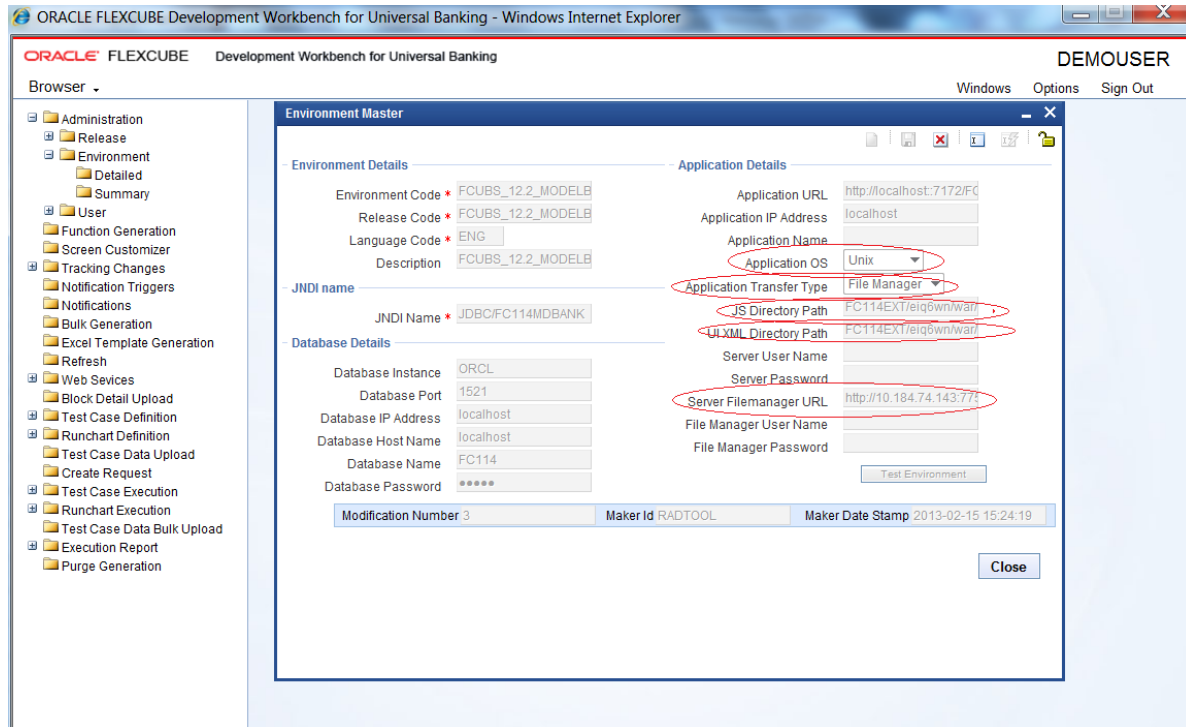 ORACLE FLEXCUBE Development Workbench for Universal Banking - Windows Internet Explorer
ORACLE FLEXCUBE Development Workbench for Universal Banking
DEMOUSER
Browser
Windows Options Sign Out
Administration
Release
Environment
Detailed
Summary
User
Function Generation
Screen Customizer
Tracking Changes
Notification Triggers
Notifications
Bulk Generation
Excel Template Generation
Refresh
Web Sevices
Block Detail Upload
Test Case Definition
Runchart Definition
Test Case Data Upload
Create Request
Test Case Execution
Runchart Execution
Test Case Data Bulk Upload
Execution Report
Purge Generation
Environment Master
Environment Details
Environment Code * FCUBS_12.2_MODELB
Release Code * FCUBS_12.2_MODELB
Language Code * ENG
Description FCUBS_12.2_MODELB
JNDI name
JNDI Name * JDBC/FC114MDBANK
Database Details
Database Instance ORCL
Database Port 1521
Database IP Address localhost
Database Host Name localhost
Database Name FC114
Database Password •••••
Application Details
Application URL http://localhost::7172/FC
Application IP Address localhost
Application Name
Application OS Unix
Application Transfer Type File Manager
JS Directory Path FC114EXT/eiq6wn/war/
UIXML Directory Path FC114EXT/eiq6wn/war/
Server User Name
Server Password
Server Filemanager URL http://10.184.74.143:775
File Manager User Name
File Manager Password
Test Environment
Modification Number 3 Maker Id RADTOOL Maker Date Stamp 2013-02-15 15:24:19
Close